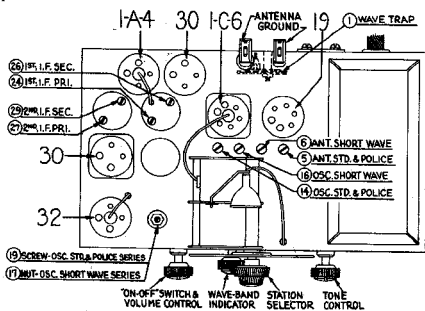 1-A-4 30 1-C-6 ANTENNA GROUND 19 1 WAVE TRAP
26 1ST. I.F. SEC.
24 1ST. I.F. PRI.
29 2ND. I.F. SEC.
27 2ND. I.F. PRI.
30
32
6 ANT. SHORT WAVE
5 ANT. STD. & POLICE
16 OSC. SHORT WAVE
14 OSC. STD. & POLICE
19 SCREW-OSC. STD. & POLICE SERIES
17 NUT-OSC. SHORT WAVE SERIES
"ON-OFF" SWITCH & VOLUME CONTROL
WAVE-BAND INDICATOR
STATION SELECTOR
TONE CONTROL